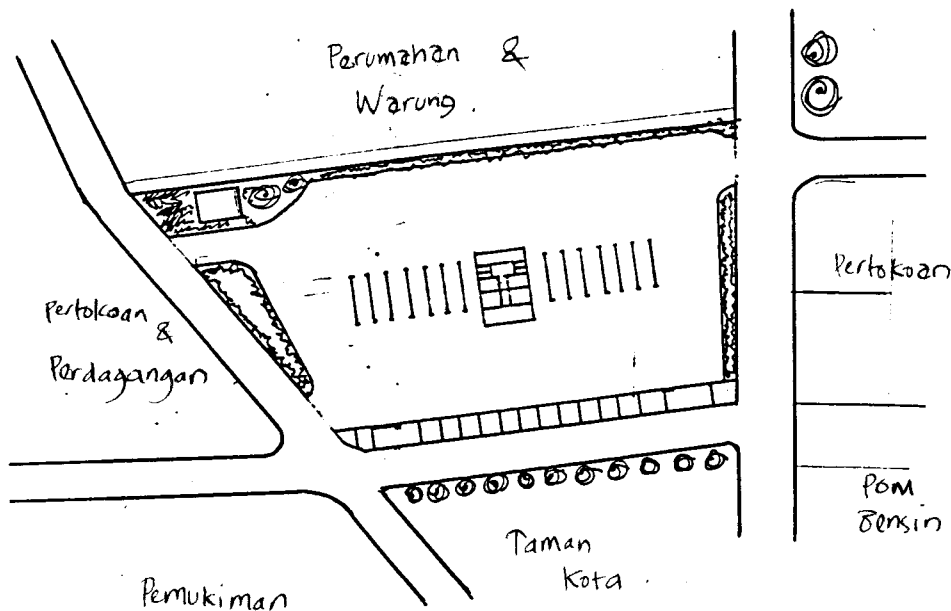 Perumahan &
Warung.
Pertokoan
Pertokoan
&
Perdagangan
Pom
Bensin
Taman
Kota.
Pemukiman